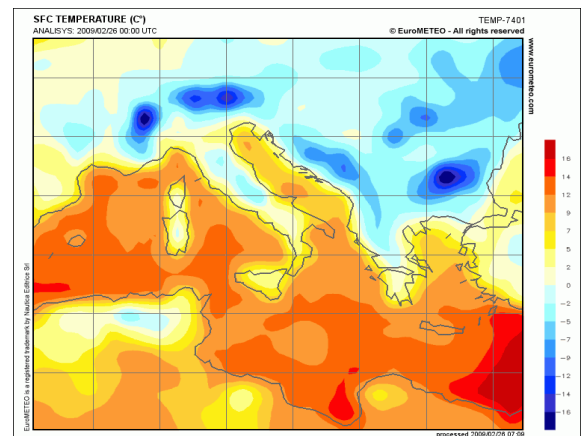 SFC TEMPERATURE (C°)
TEMP-7401
ANALISYS: 2009/02/26 00:00 UTC
© EuroMETEO - All rights reserved
www.eurometeo.com
16
14
12
9
7
5
2
0
-2
-5
-7
-9
-12
-14
-16
EuroMETEO is a registered trademark by Nautica Editrice Srl
processed 2009/02/26 07:09